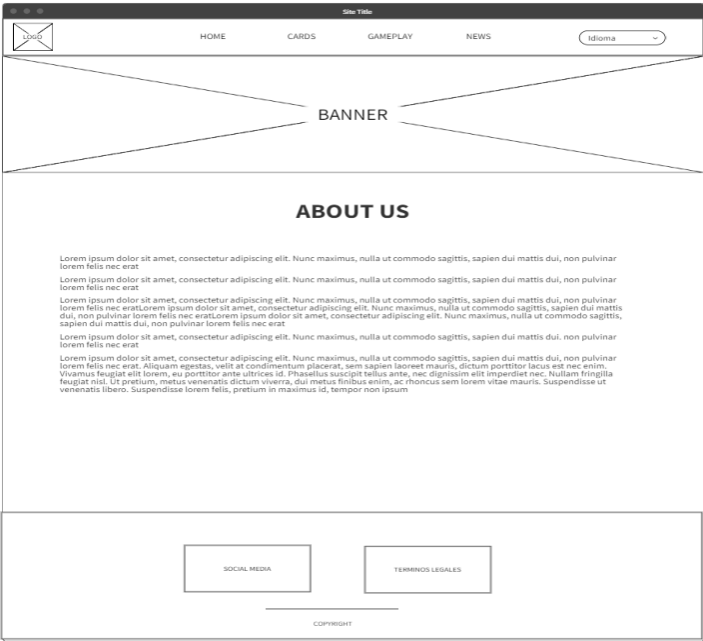 Site Title
LOGO
HOME CARDS GAMEPLAY NEWS Idioma
BANNER
ABOUT US
Lorem ipsum dolor sit amet, consectetur adipiscing elit. Nunc maximus, nulla ut commodo sagittis, sapien dui mattis dui, non pulvinar
lorem felis nec erat
Lorem ipsum dolor sit amet, consectetur adipiscing elit. Nunc maximus, nulla ut commodo sagittis, sapien dui mattis dui, non pulvinar
lorem felis nec erat
Lorem ipsum dolor sit amet, consectetur adipiscing elit. Nunc maximus, nulla ut commodo sagittis, sapien dui mattis dui, non pulvinar
lorem felis nec eratLorem ipsum dolor sit amet, consectetur adipiscing elit. Nunc maximus, nulla ut commodo sagittis, sapien dui mattis
dui, non pulvinar lorem felis nec eratLorem ipsum dolor sit amet, consectetur adipiscing elit. Nunc maximus, nulla ut commodo sagittis,
sapien dui mattis dui, non pulvinar lorem felis nec erat
Lorem ipsum dolor sit amet, consectetur adipiscing elit. Nunc maximus, nulla ut commodo sagittis, sapien dui mattis dui, non pulvinar
lorem felis nec erat
Lorem ipsum dolor sit amet, consectetur adipiscing elit. Nunc maximus, nulla ut commodo sagittis, sapien dui mattis dui, non pulvinar
lorem felis nec erat. Aliquam egestas, velit at condimentum placerat, sem sapien laoreet mauris, dictum porttitor lacus est nec enim.
Vivamus feugiat elit lorem, eu porttitor ante ultrices id. Phasellus suscipit tellus ante, nec dignissim elit imperdiet nec. Nullam fringilla
feugiat nisl. Ut pretium, metus venenatis dictum viverra, dui metus finibus enim, ac rhoncus sem lorem vitae mauris. Suspendisse ut
venenatis libero. Suspendisse lorem felis, pretium in maximus id, tempor non ipsum
SOCIAL MEDIA TERMINOS LEGALES
COPYRIGHT